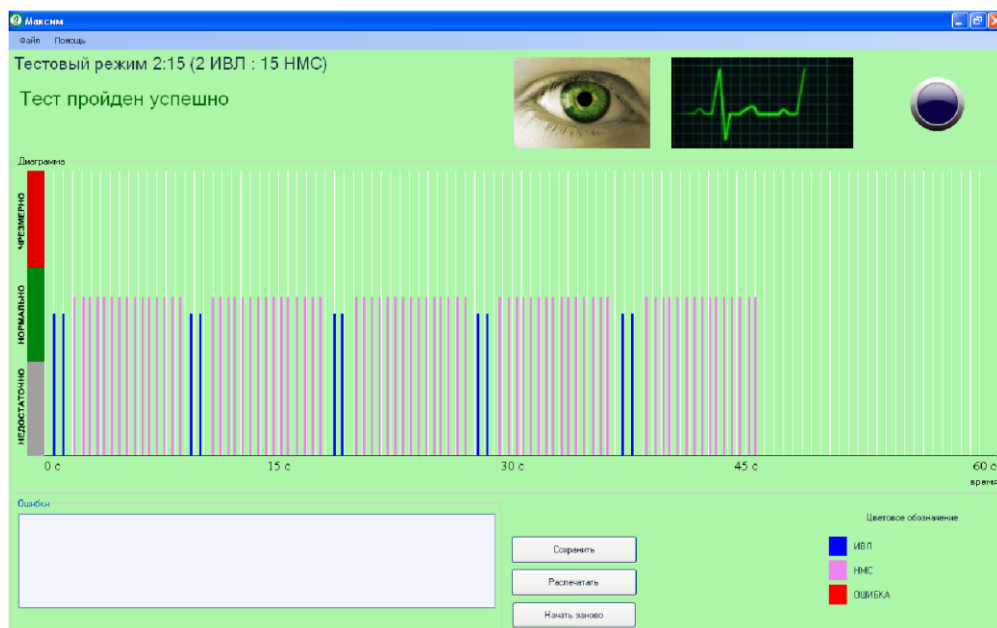 Максим
Файл Помощь
Тестовый режим 2:15 (2 ИВЛ : 15 НМС)
Тест пройден успешно
Диаграмма
ЧРЕЗМЕРНО
НОРМАЛЬНО
НЕДОСТАТОЧНО
0 с 15 с 30 с 45 с 60 с
время
Ошибки
Цветовое обозначение
Сохранить
ИВЛ
Распечатать
НМС
ОШИБКА
Начать заново